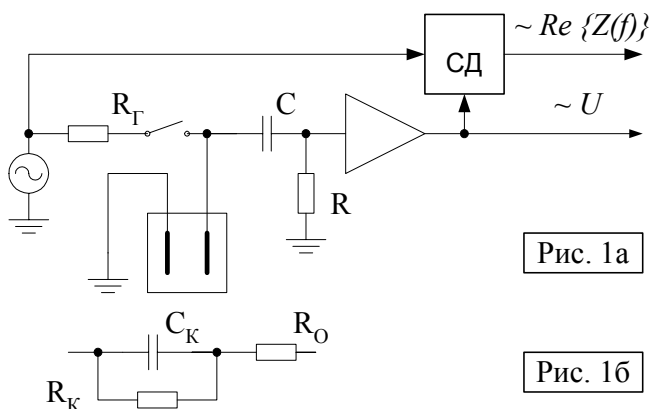 ~ Re {Z(f)}
СД
R_Г
C
~ U
R
Рис. 1а
C_К
R_О
R_К
Рис. 1б